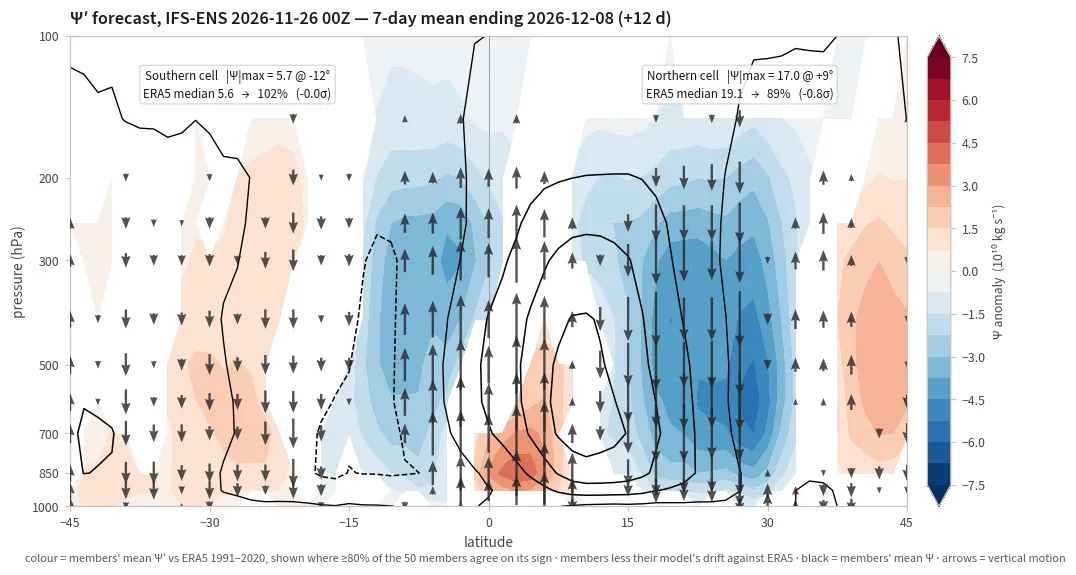 Ψ′ forecast, IFS-ENS 2026-11-26 00Z — 7-day mean ending 2026-12-08 (+12 d)
Southern cell |Ψ|max = 5.7 @ -12°
ERA5 median 5.6 → 102% (-0.0σ)
Northern cell |Ψ|max = 17.0 @ +9°
ERA5 median 19.1 → 89% (-0.8σ)
pressure (hPa)
100
200
300
400
500
700
850
1000
−45
−30
−15
0
15
30
45
latitude
7.5
6.0
4.5
3.0
1.5
0.0
−1.5
−3.0
−4.5
−6.0
−7.5
Ψ anomaly (10¹⁰ kg s⁻¹)
colour = members' mean Ψ′ vs ERA5 1991–2020, shown where ≥80% of the 50 members agree on its sign · members less their model's drift against ERA5 · black = members' mean Ψ · arrows = vertical motion